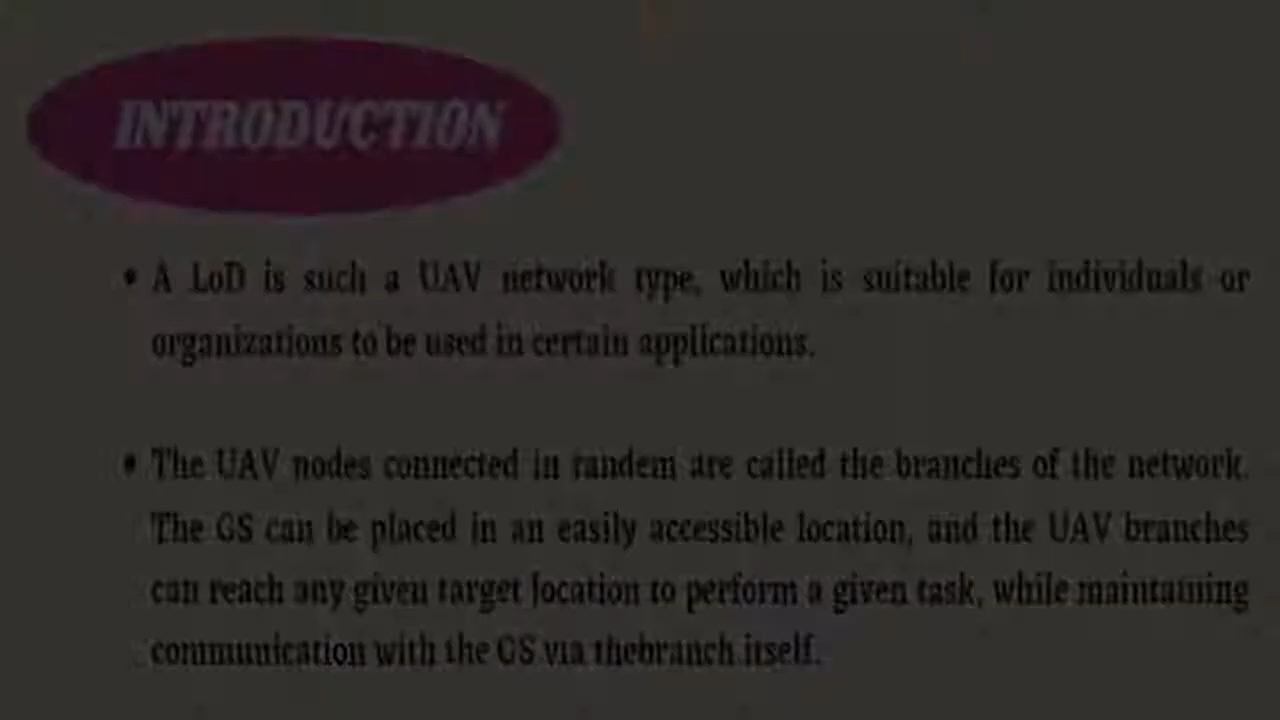 INTRODUCTION
• A LoD is such a UAV network type, which is suitable for individuals or
organizations to be used in certain applications.
• The UAV nodes connected in tandem are called the branches of the network.
The GS can be placed in an easily accessible location, and the UAV branches
can reach any given target location to perform a given task, while maintaining
communication with the GS via thebranch itself.